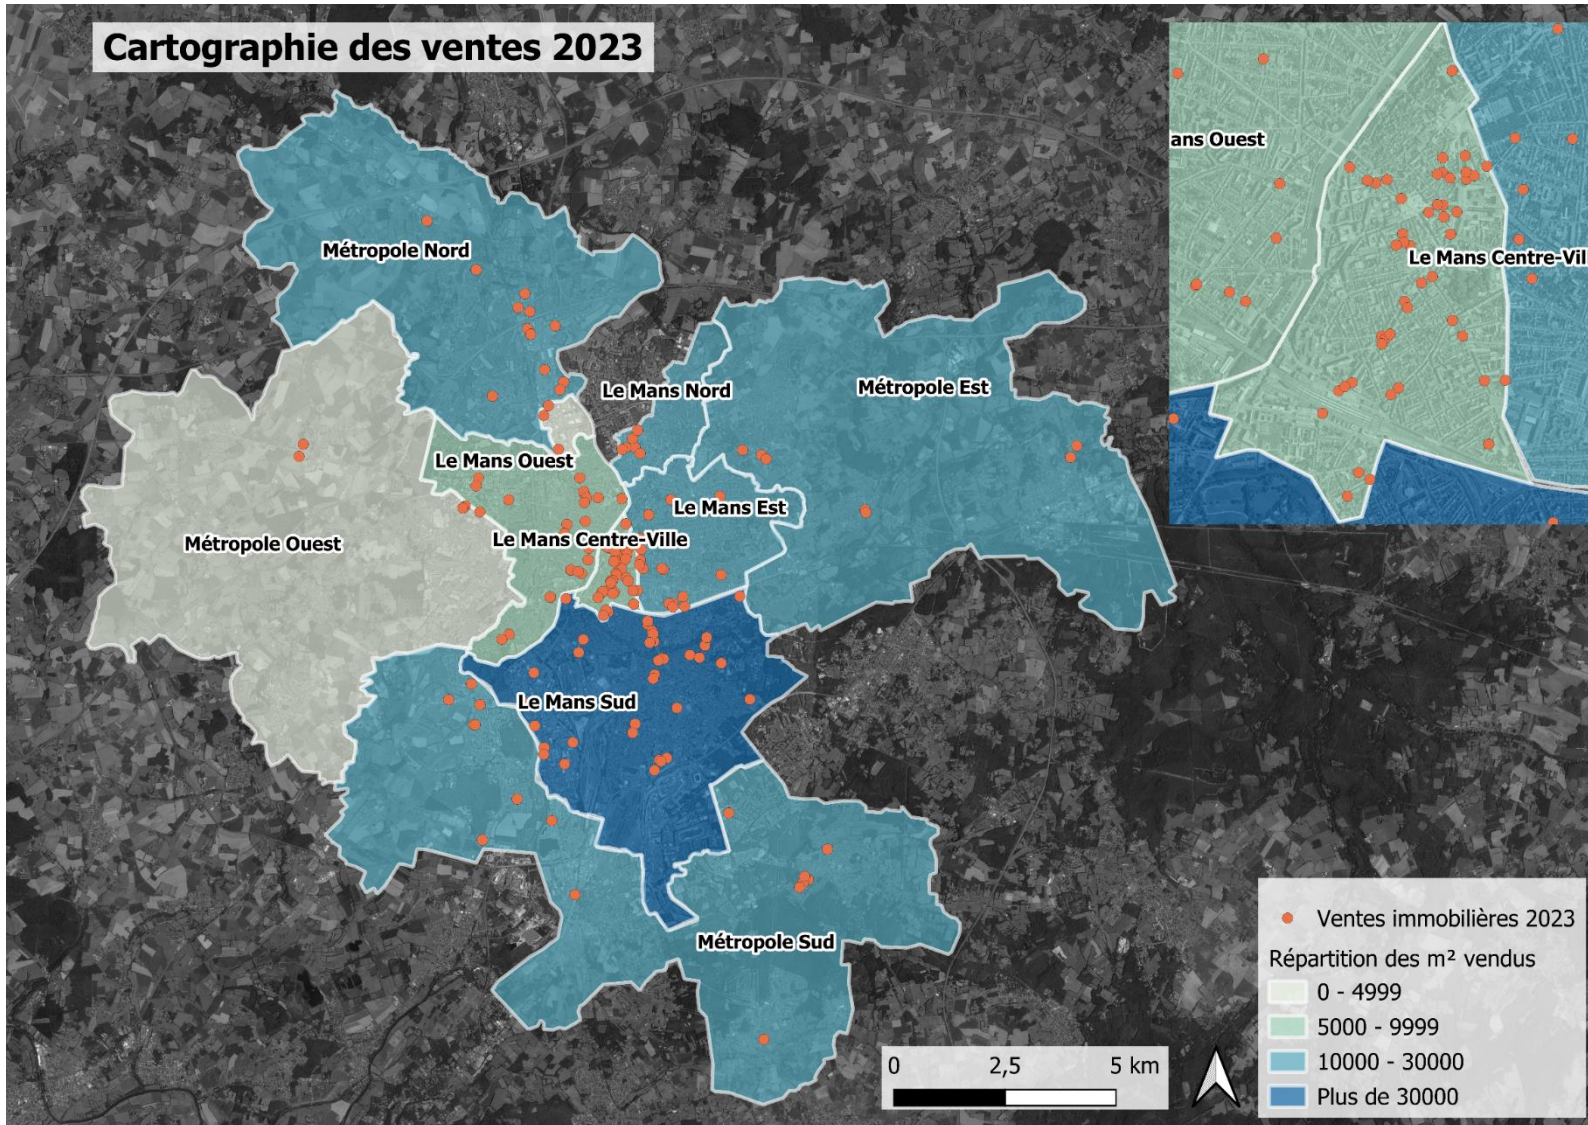 Cartographie des ventes 2023
ans Ouest
Le Mans Centre-Vil
Métropole Nord
Le Mans Nord
Métropole Est
Le Mans Ouest
Le Mans Est
Métropole Ouest
Le Mans Centre-Ville
Le Mans Sud
Métropole Sud
Ventes immobilières 2023
Répartition des m² vendus
0 - 4999
5000 - 9999
10000 - 30000
Plus de 30000
0 2,5 5 km